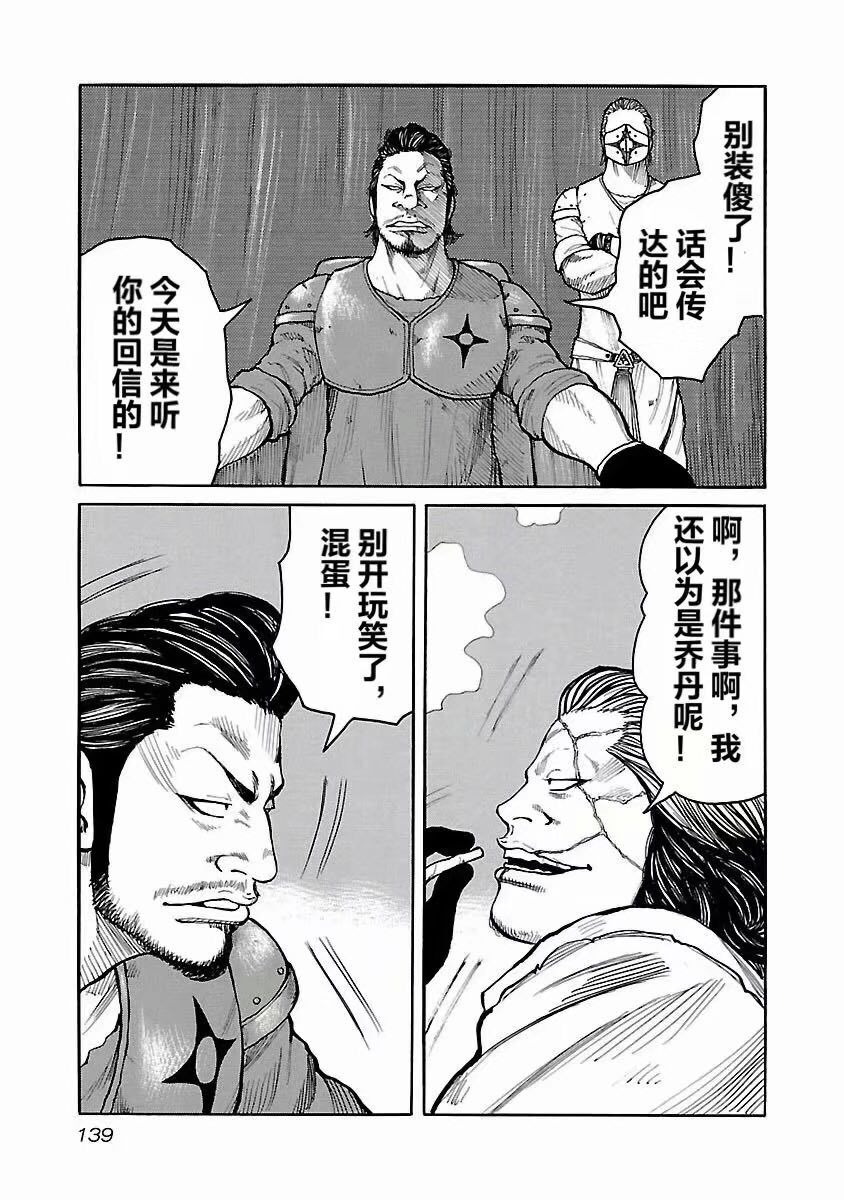 别装傻了！
话会传
达的吧
今天是来听
你的回信的！
啊，那件事啊，我
还以为是乔丹呢！
别开玩笑了，
混蛋！
139